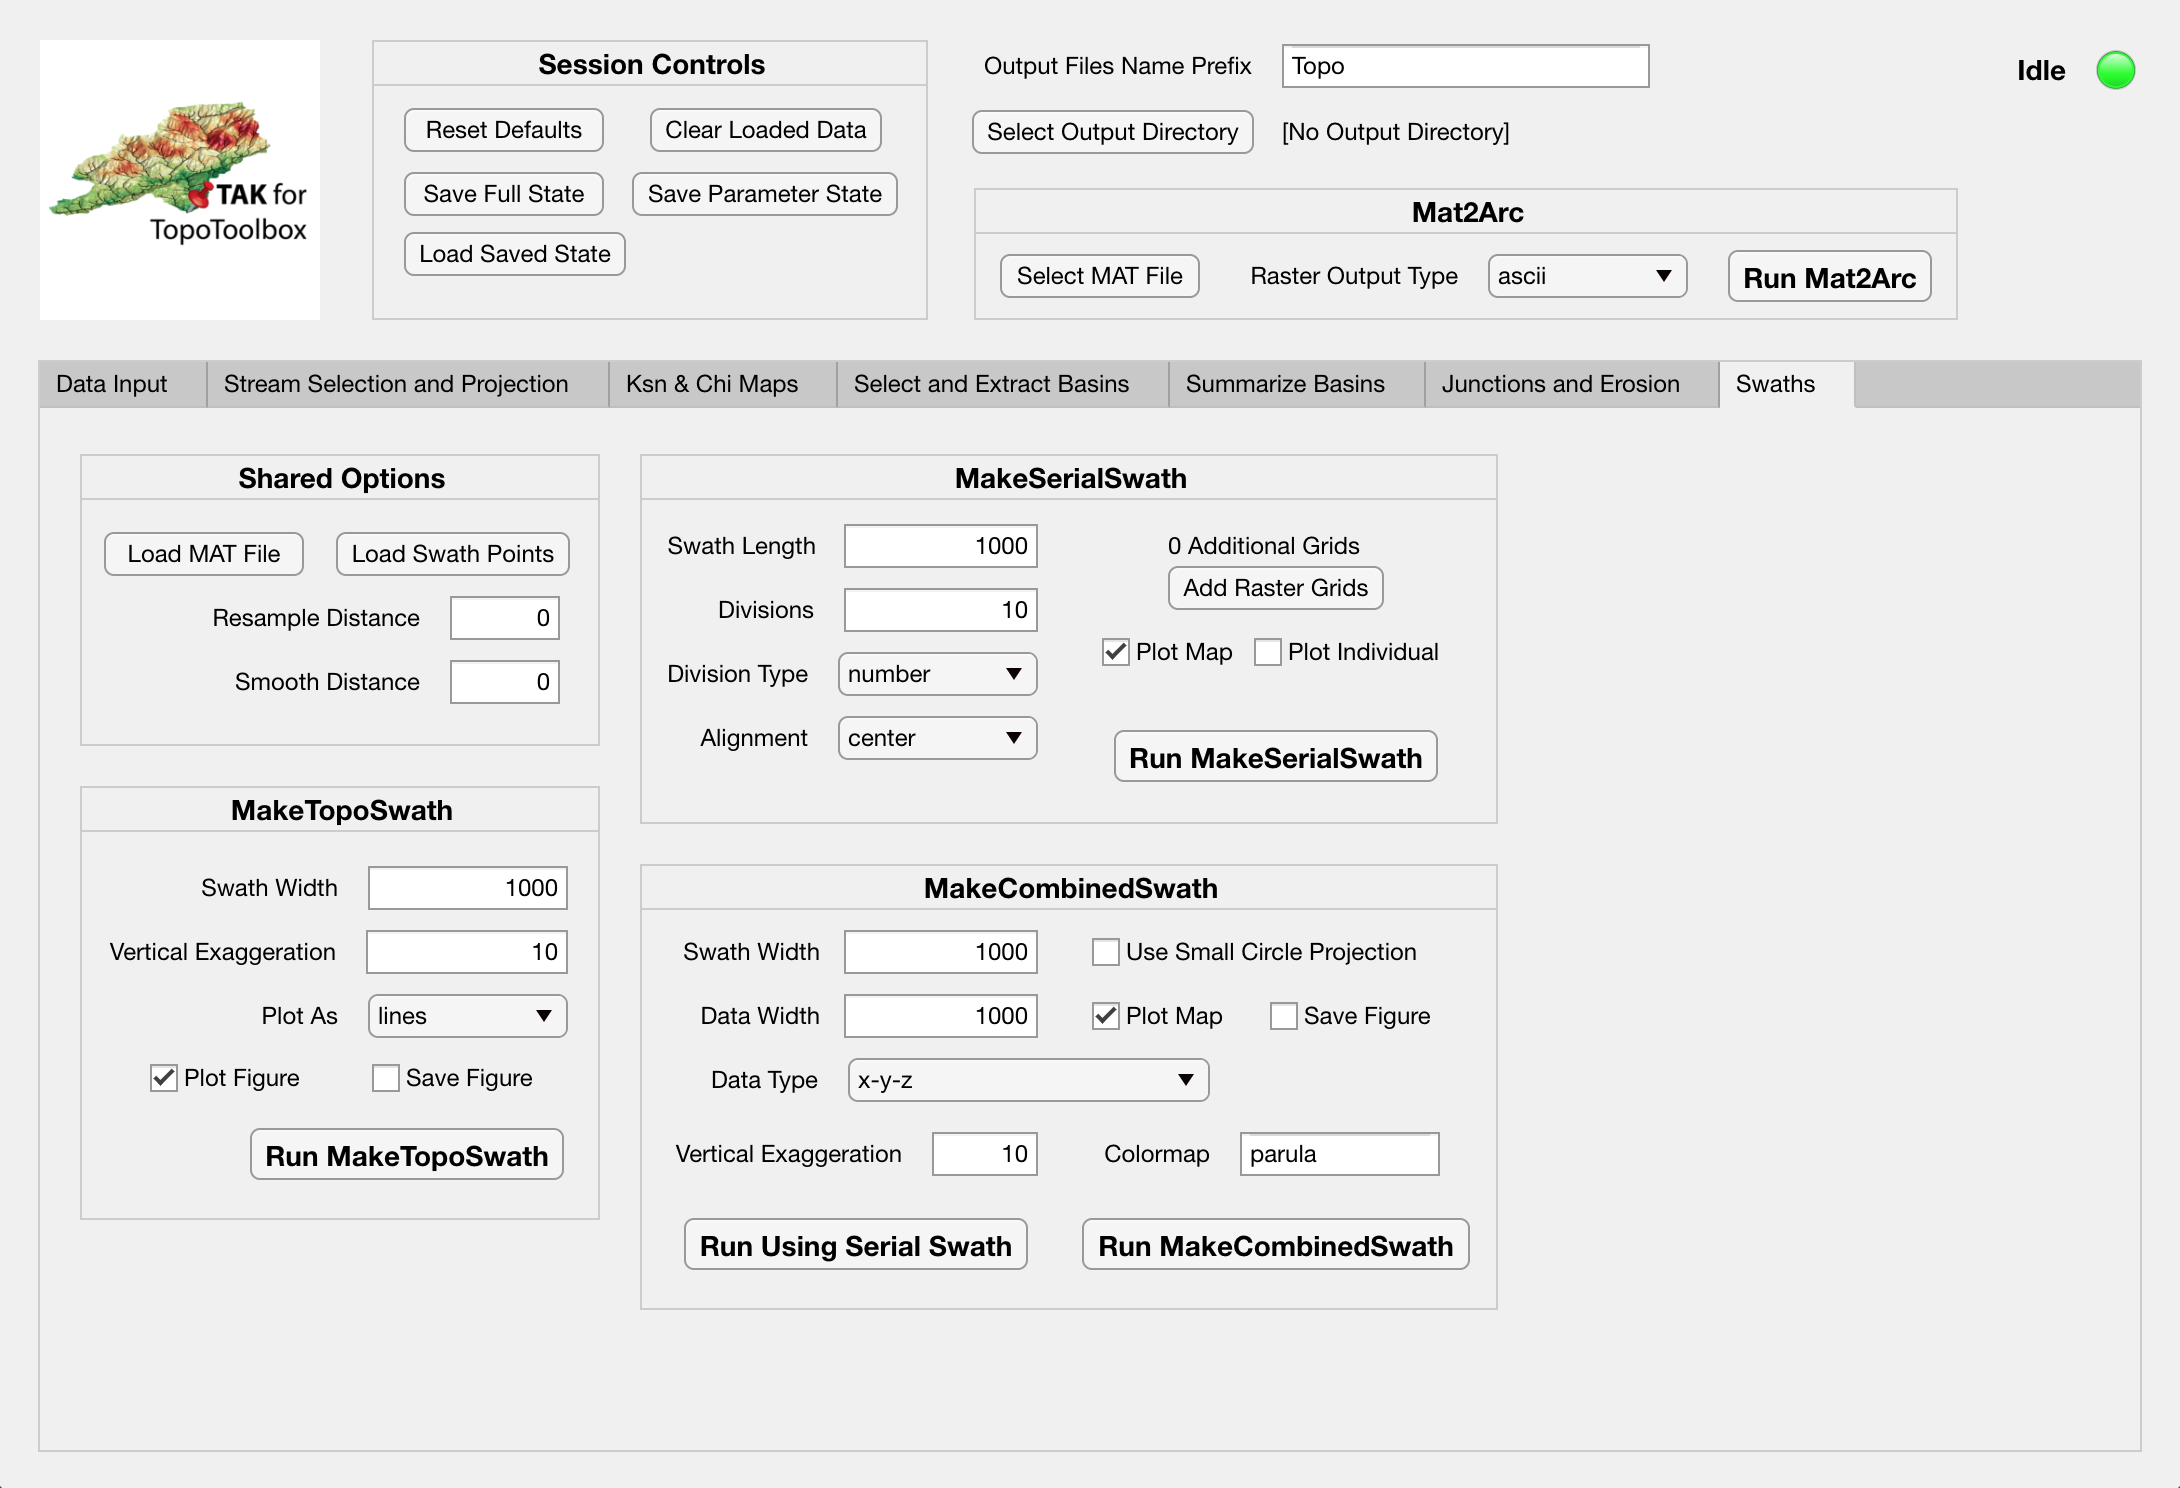 TAK for
TopoToolbox
Session Controls
Reset Defaults
Clear Loaded Data
Save Full State
Save Parameter State
Load Saved State
Output Files Name Prefix
Topo
Select Output Directory
[No Output Directory]
Idle
Mat2Arc
Select MAT File
Raster Output Type
ascii
Run Mat2Arc
Data Input
Stream Selection and Projection
Ksn & Chi Maps
Select and Extract Basins
Summarize Basins
Junctions and Erosion
Swaths
Shared Options
Load MAT File
Load Swath Points
Resample Distance
0
Smooth Distance
0
MakeTopoSwath
Swath Width
1000
Vertical Exaggeration
10
Plot As
lines
Plot Figure
Save Figure
Run MakeTopoSwath
MakeSerialSwath
Swath Length
1000
0 Additional Grids
Add Raster Grids
Divisions
10
Plot Map
Plot Individual
Division Type
number
Alignment
center
Run MakeSerialSwath
MakeCombinedSwath
Swath Width
1000
Use Small Circle Projection
Data Width
1000
Plot Map
Save Figure
Data Type
x-y-z
Vertical Exaggeration
10
Colormap
parula
Run Using Serial Swath
Run MakeCombinedSwath